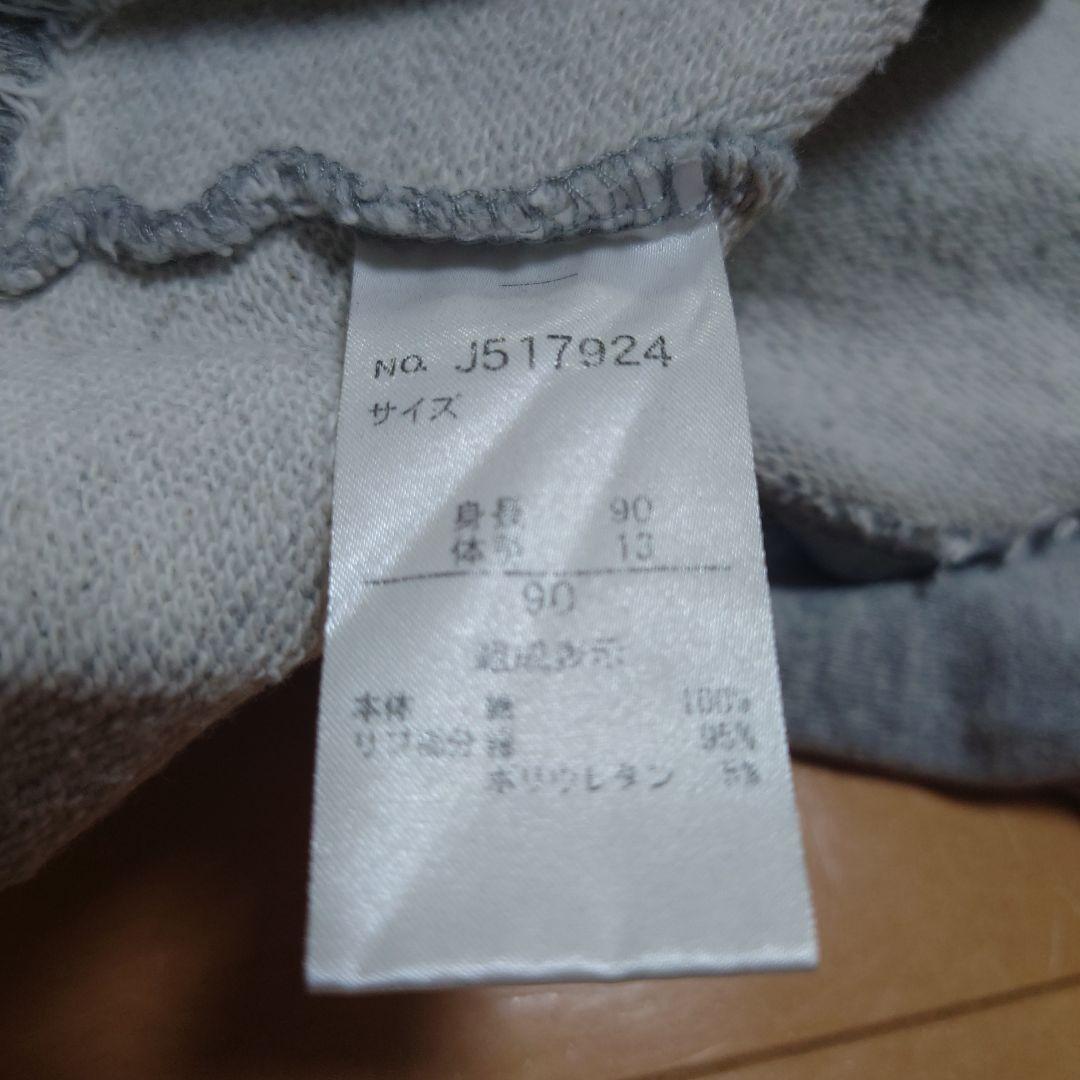 NO. J517924
サイズ
身長 90
体重 13
90
組成表示
本体 綿 100%
リブ部分 綿 95%
ポリウレタン 5%